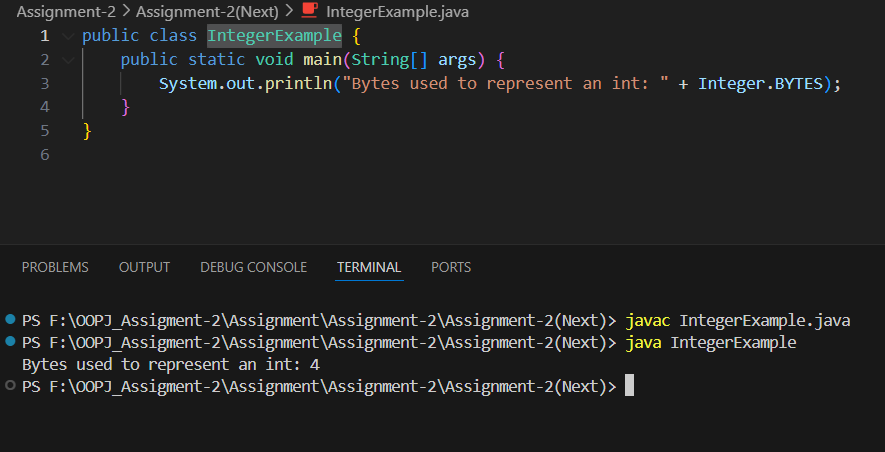 Assignment-2 > Assignment-2(Next) > IntegerExample.java
1 public class IntegerExample {
2 public static void main(String[] args) {
3 System.out.println("Bytes used to represent an int: " + Integer.BYTES);
4 }
5 }
6
PROBLEMS OUTPUT DEBUG CONSOLE TERMINAL PORTS
PS F:\OOPJ_Assigment-2\Assignment\Assignment-2\Assignment-2(Next)> javac IntegerExample.java
PS F:\OOPJ_Assigment-2\Assignment\Assignment-2\Assignment-2(Next)> java IntegerExample
Bytes used to represent an int: 4
PS F:\OOPJ_Assigment-2\Assignment\Assignment-2\Assignment-2(Next)>